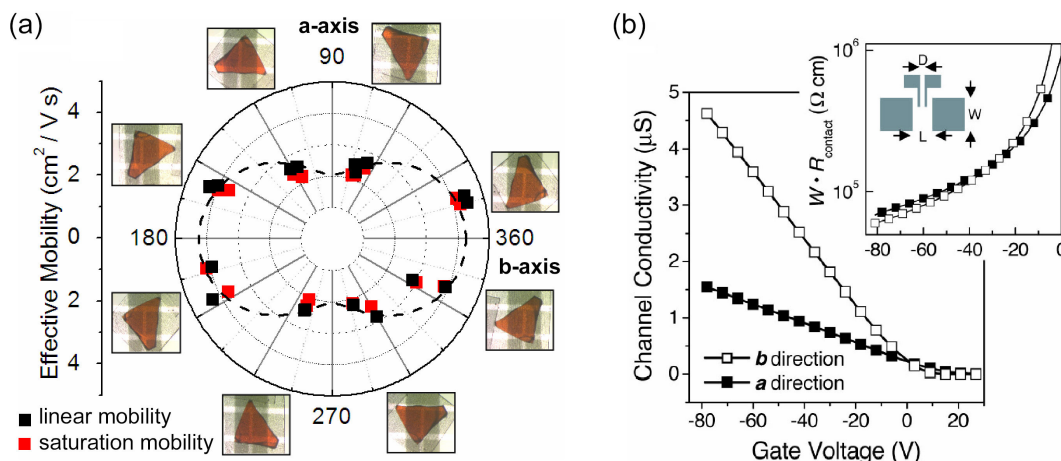 (a)
a-axis
90
4
2
0
2
4
Effective Mobility (cm² / V s)
180
360
b-axis
270
linear mobility
saturation mobility
(b)
5
4
3
2
1
0
Channel Conductivity (µS)
-80
-60
-40
-20
0
20
Gate Voltage (V)
b direction
a direction
10⁶
10⁵
W · R_contact (Ω cm)
D
W
L
-80
-60
-40
-20
0